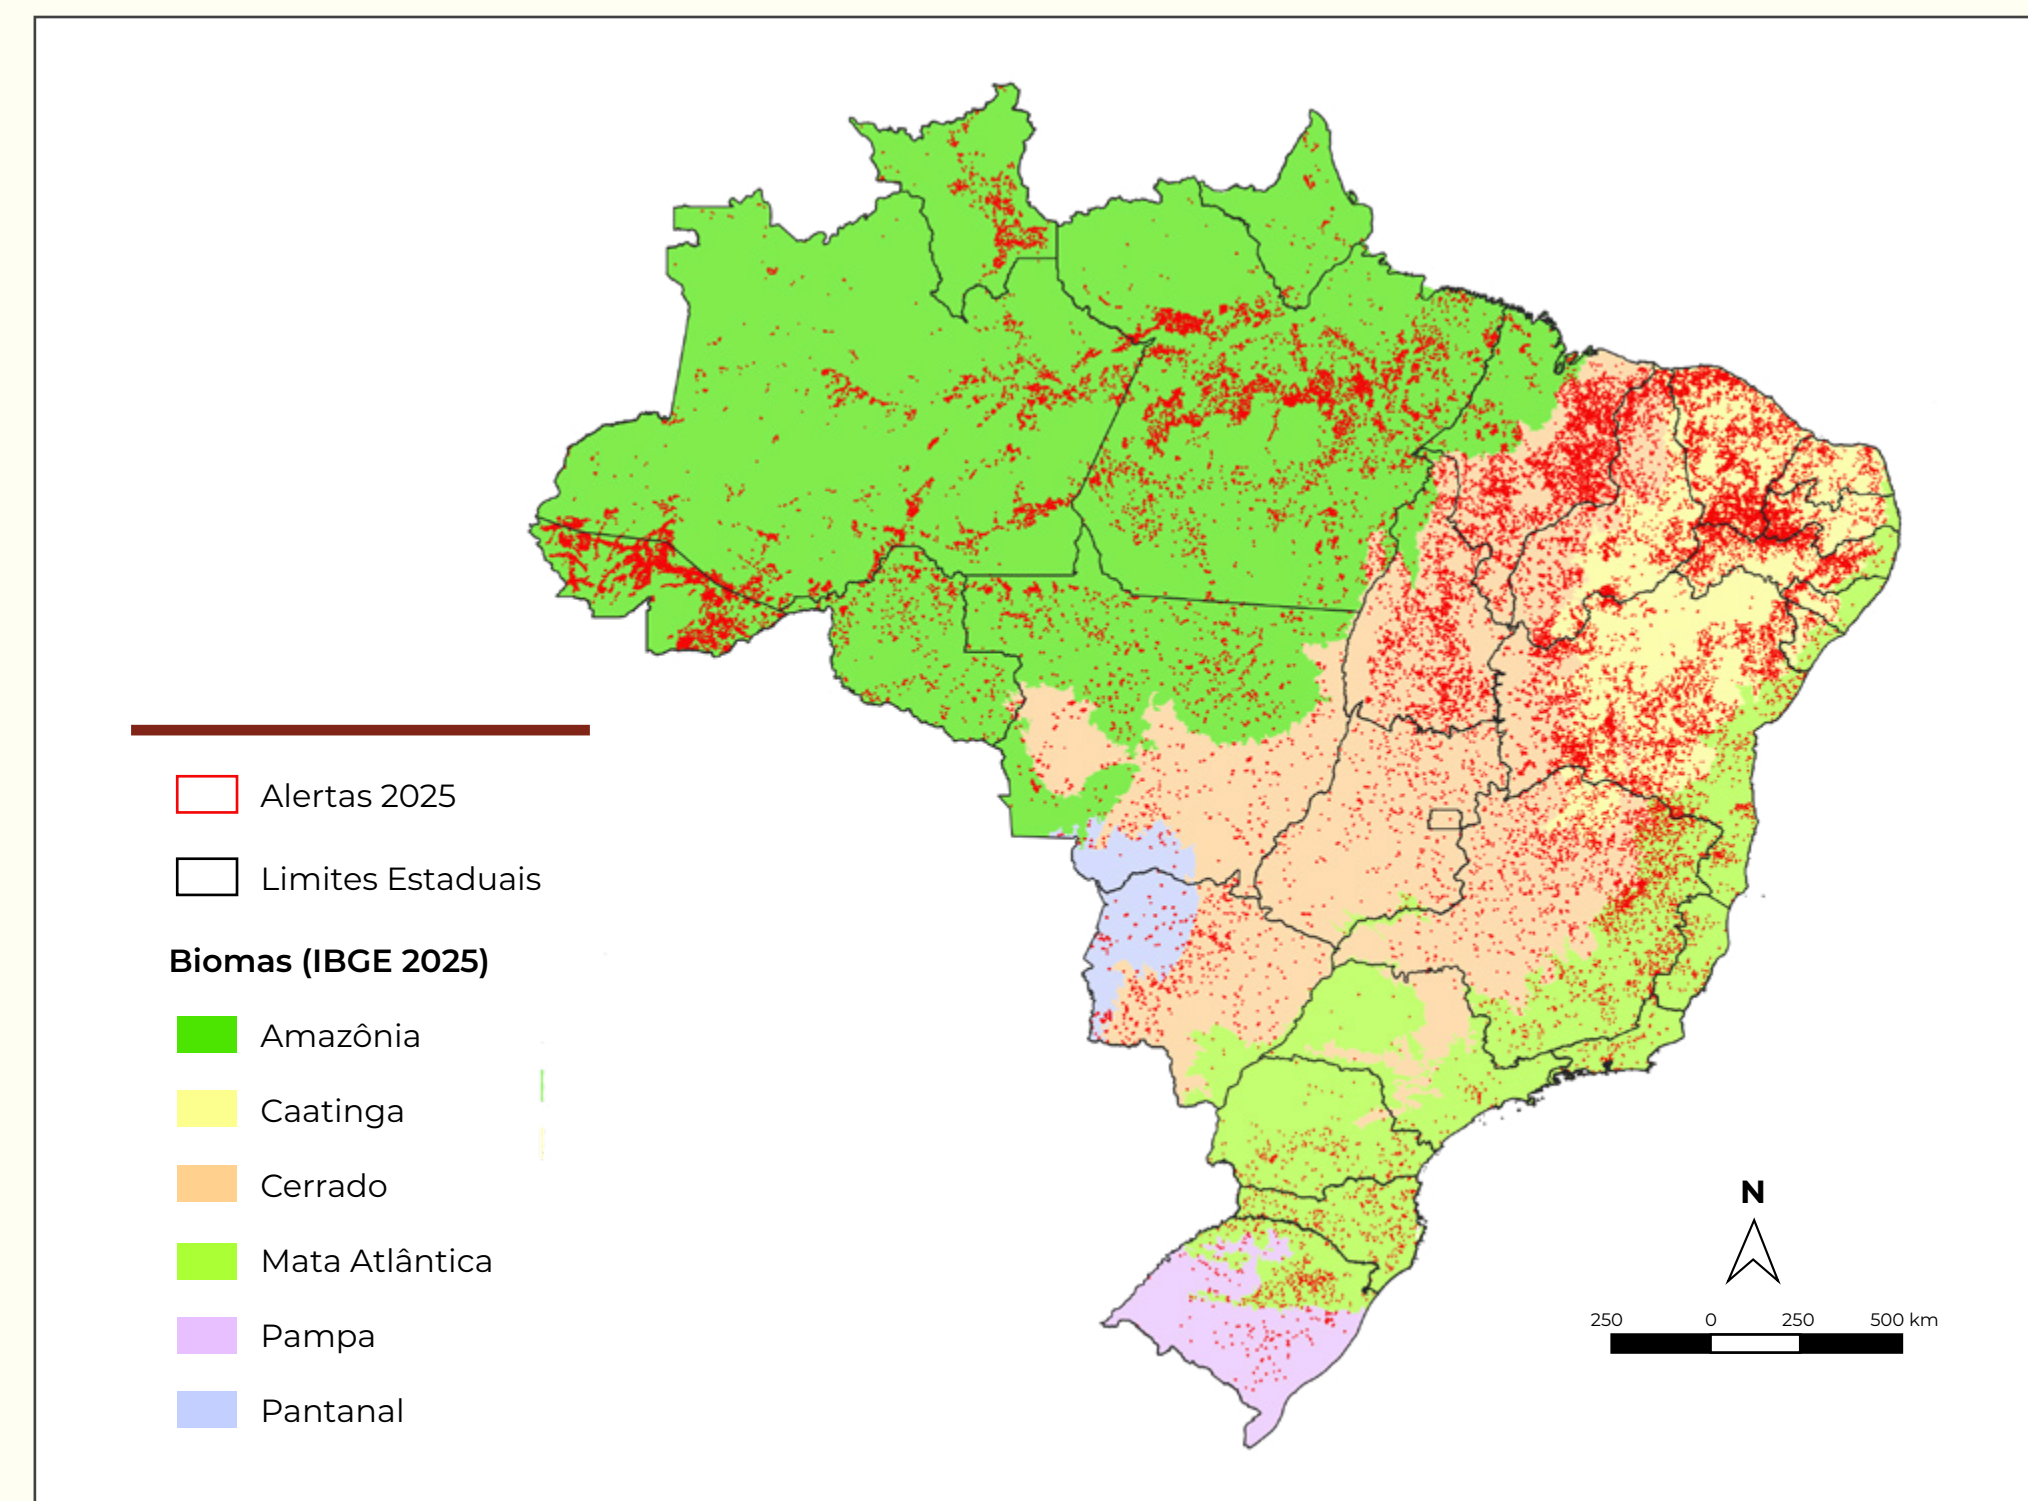 Alertas 2025
Limites Estaduais
Biomas (IBGE 2025)
Amazônia
Caatinga
Cerrado
Mata Atlântica
Pampa
Pantanal
N
250 0 250 500 km